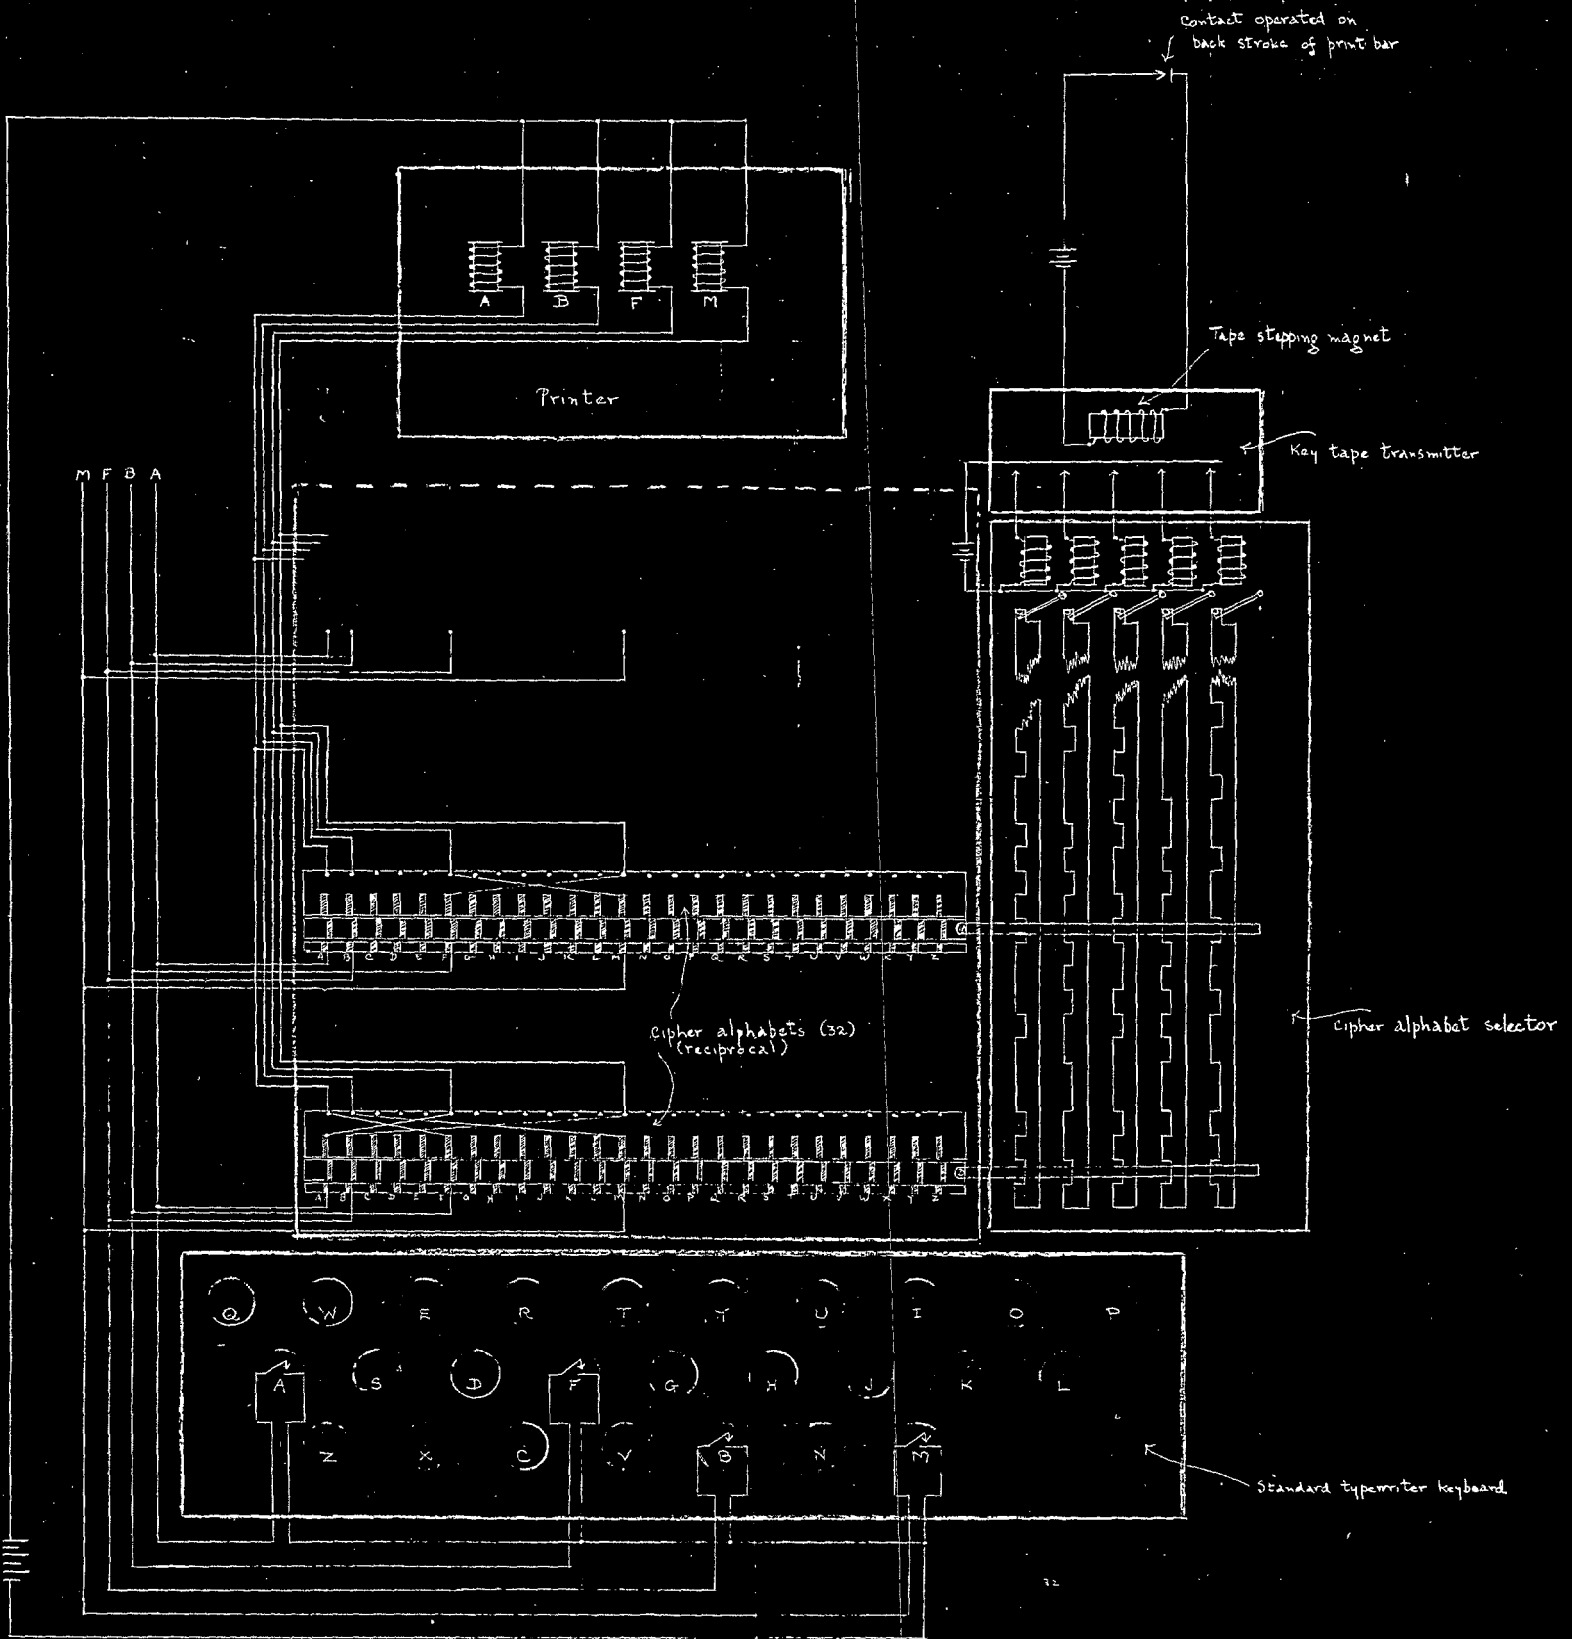 Contact operated on
back stroke of print bar
A B F M
Tape stepping magnet
Printer
Key tape transmitter
M F B A
A B C D E F G H I J K L M N O P Q R S T U V W X Y Z
Cipher alphabets (32)
(reciprocal)
Cipher alphabet selector
Q W E R T Y U I O P
A S D F G H J K L
Z X C V B N M
Standard typewriter keyboard
32